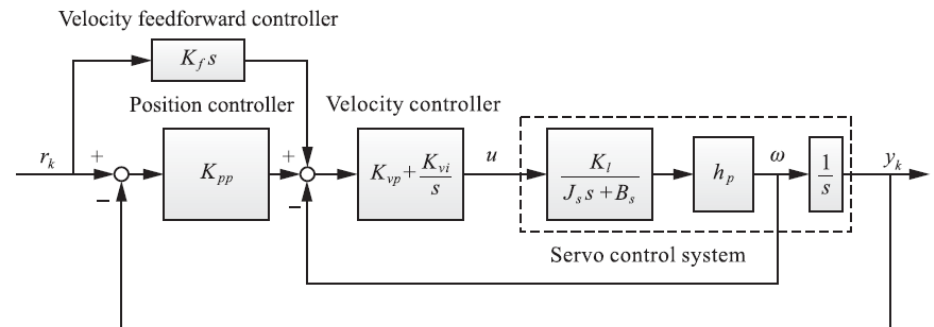 Velocity feedforward controller
K_f s
Position controller
Velocity controller
r_k
+
−
K_pp
+
−
K_vp + K_vi / s
u
K_l / J_s s + B_s
h_p
ω
1 / s
y_k
Servo control system